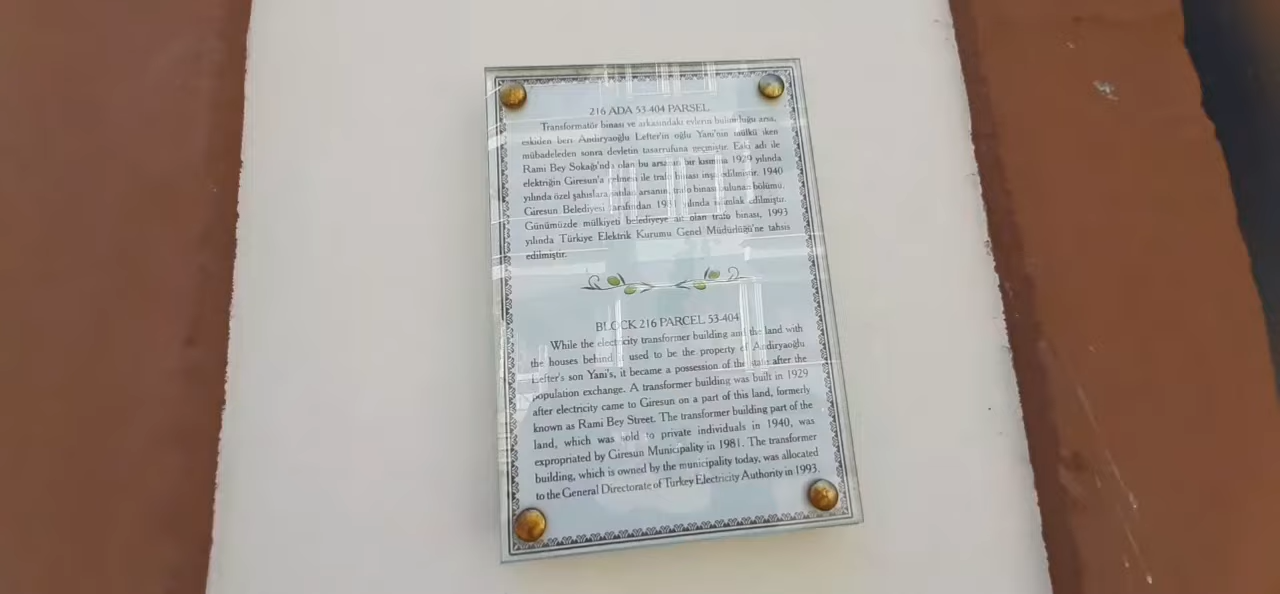 216 ADA 53-404 PARSEL
Transformatör binası ve arkasındaki evlerin bulunduğu arsa,
eskiden beri Andiryaoğlu Lefter'in oğlu Yani'nin mülkü iken
mübadeleden sonra devletin tasarrufuna geçmiştir. Eski adı ile
Rami Bey Sokağı'nda olan bu arsanın bir kısmına 1929 yılında
elektriğin Giresun'a gelmesi ile trafo binası inşa edilmiştir. 1940
yılında özel şahıslara satılan arsanın trafo binası bulunan bölümü,
Giresun Belediyesi tarafından 1981 yılında istimlak edilmiştir.
Günümüzde mülkiyeti belediyeye ait olan trafo binası, 1993
yılında Türkiye Elektrik Kurumu Genel Müdürlüğü'ne tahsis
edilmiştir.
BLOCK 216 PARCEL 53-404
While the electricity transformer building and the land with
the houses behind it used to be the property of Andiryaoğlu
Lefter's son Yani's, it became a possession of the state after the
population exchange. A transformer building was built in 1929
after electricity came to Giresun on a part of this land, formerly
known as Rami Bey Street. The transformer building part of the
land, which was sold to private individuals in 1940, was
expropriated by Giresun Municipality in 1981. The transformer
building, which is owned by the municipality today, was allocated
to the General Directorate of Turkey Electricity Authority in 1993.